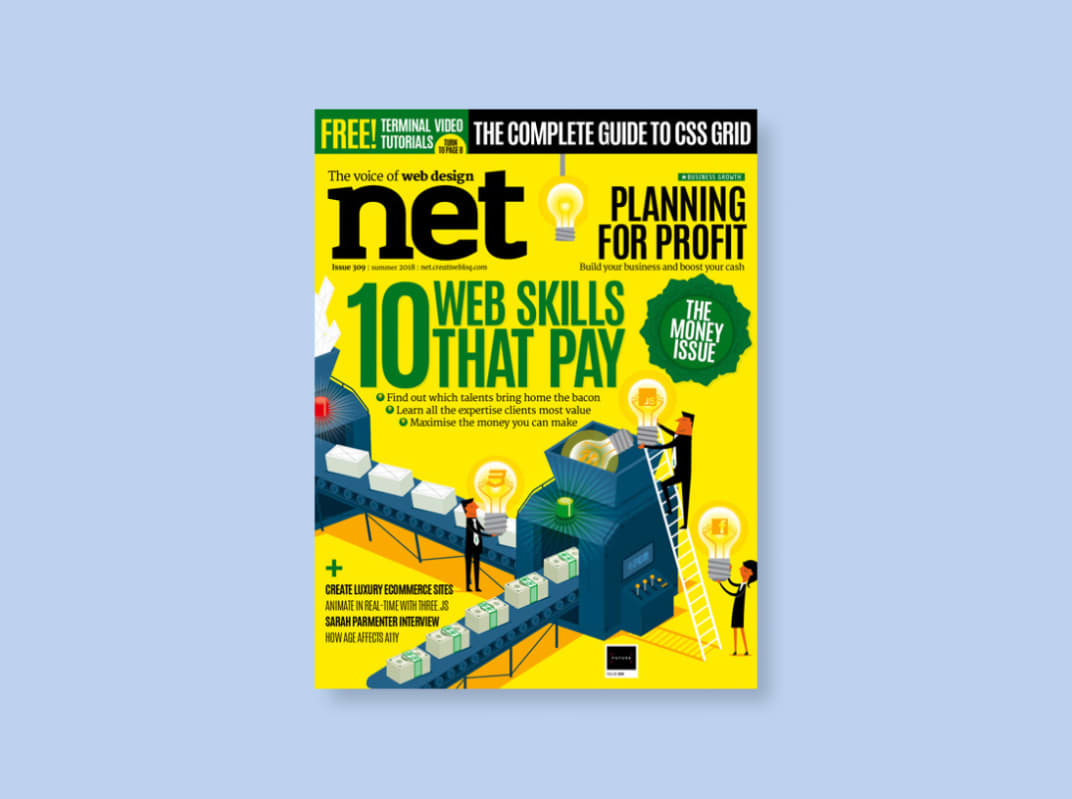 FREE!
TERMINAL VIDEO
TUTORIALS
TURN
TO PAGE 8
THE COMPLETE GUIDE TO CSS GRID
The voice of web design
net
Issue 309 : summer 2018 : net.creativebloq.com
BUSINESS GROWTH
PLANNING
FOR PROFIT
Build your business and boost your cash
10 WEB SKILLS
THAT PAY
THE
MONEY
ISSUE
Find out which talents bring home the bacon
Learn all the expertise clients most value
Maximise the money you can make
JS
+
CREATE LUXURY ECOMMERCE SITES
ANIMATE IN REAL-TIME WITH THREE.JS
SARAH PARMENTER INTERVIEW
HOW AGE AFFECTS A11Y
FUTURE